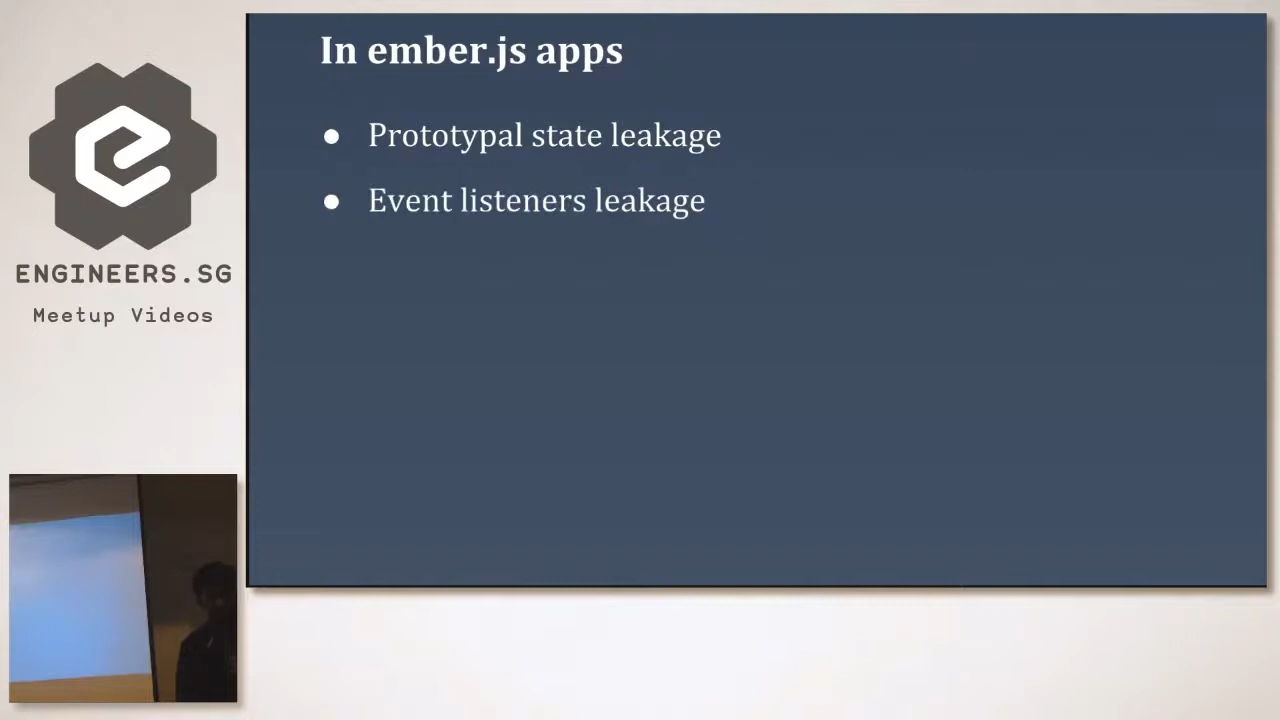 In ember.js apps
● Prototypal state leakage
● Event listeners leakage
ENGINEERS.SG
Meetup Videos